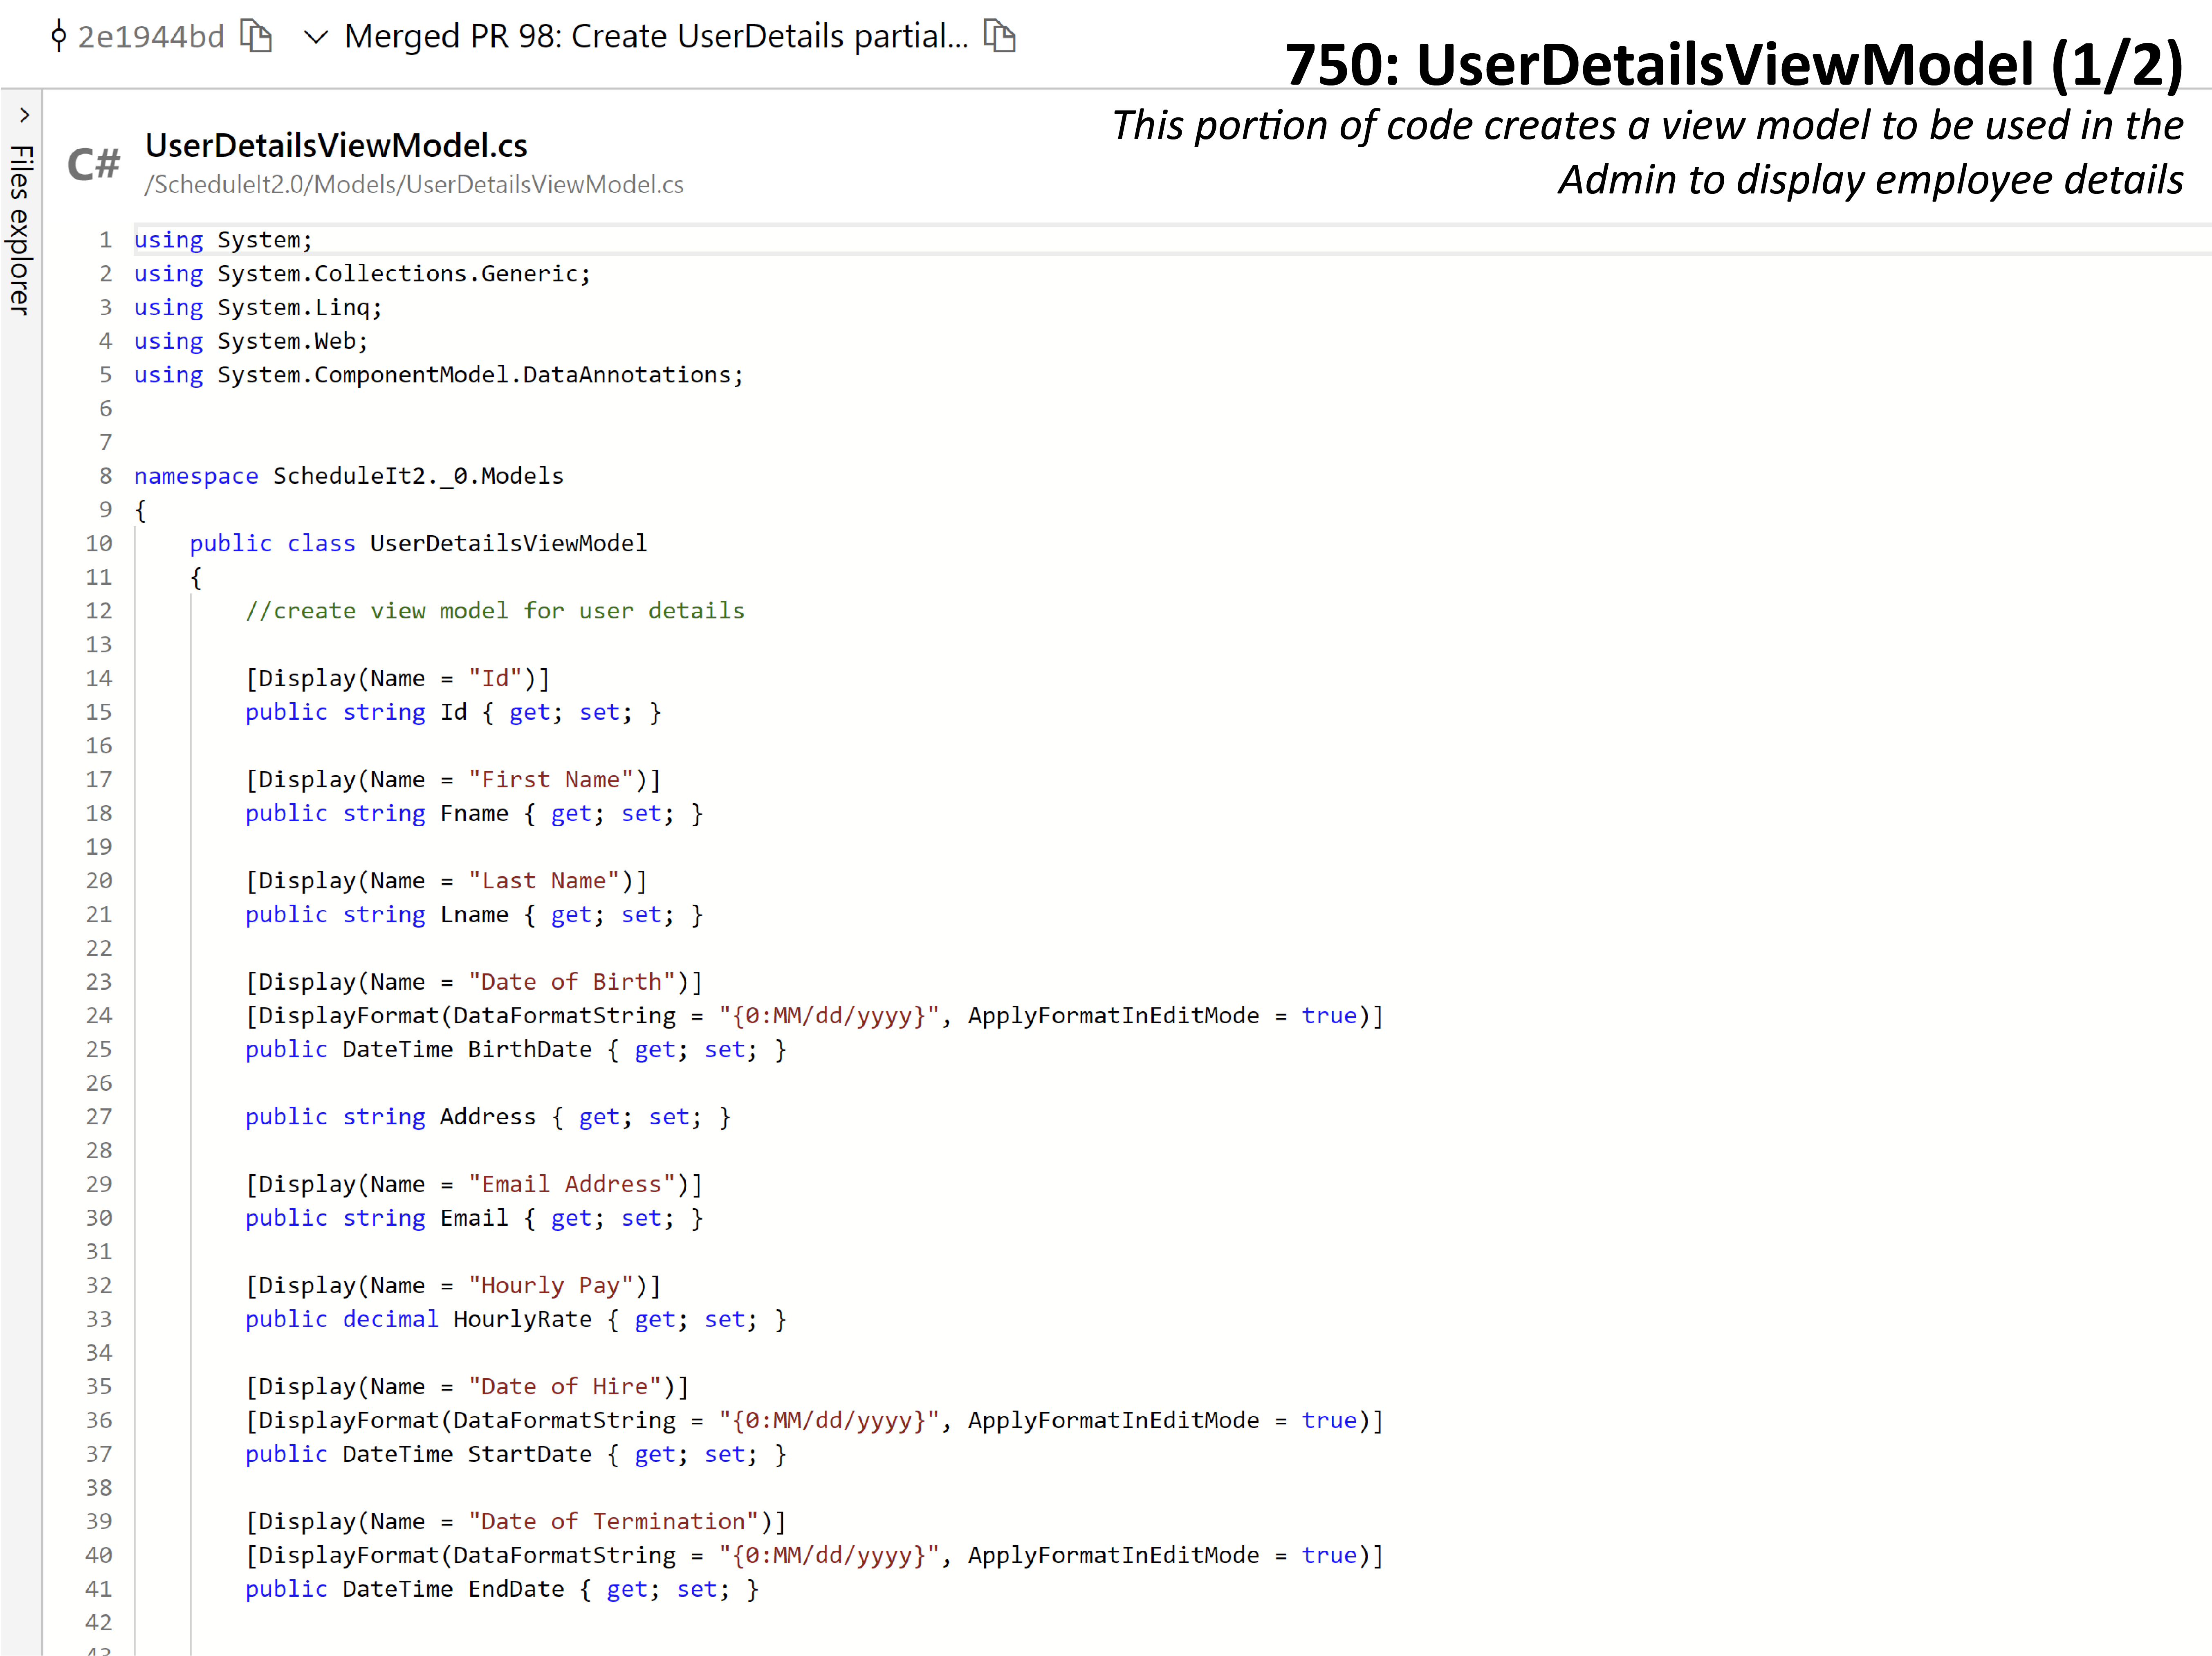 2e1944bd Merged PR 98: Create UserDetails partial...
750: UserDetailsViewModel (1/2)
This portion of code creates a view model to be used in the
Admin to display employee details
Files explorer
C# UserDetailsViewModel.cs
/ScheduleIt2.0/Models/UserDetailsViewModel.cs
1 using System;
2 using System.Collections.Generic;
3 using System.Linq;
4 using System.Web;
5 using System.ComponentModel.DataAnnotations;
6
7
8 namespace ScheduleIt2._0.Models
9 {
10     public class UserDetailsViewModel
11     {
12         //create view model for user details
13
14         [Display(Name = "Id")]
15         public string Id { get; set; }
16
17         [Display(Name = "First Name")]
18         public string Fname { get; set; }
19
20         [Display(Name = "Last Name")]
21         public string Lname { get; set; }
22
23         [Display(Name = "Date of Birth")]
24         [DisplayFormat(DataFormatString = "{0:MM/dd/yyyy}", ApplyFormatInEditMode = true)]
25         public DateTime BirthDate { get; set; }
26
27         public string Address { get; set; }
28
29         [Display(Name = "Email Address")]
30         public string Email { get; set; }
31
32         [Display(Name = "Hourly Pay")]
33         public decimal HourlyRate { get; set; }
34
35         [Display(Name = "Date of Hire")]
36         [DisplayFormat(DataFormatString = "{0:MM/dd/yyyy}", ApplyFormatInEditMode = true)]
37         public DateTime StartDate { get; set; }
38
39         [Display(Name = "Date of Termination")]
40         [DisplayFormat(DataFormatString = "{0:MM/dd/yyyy}", ApplyFormatInEditMode = true)]
41         public DateTime EndDate { get; set; }
42
43